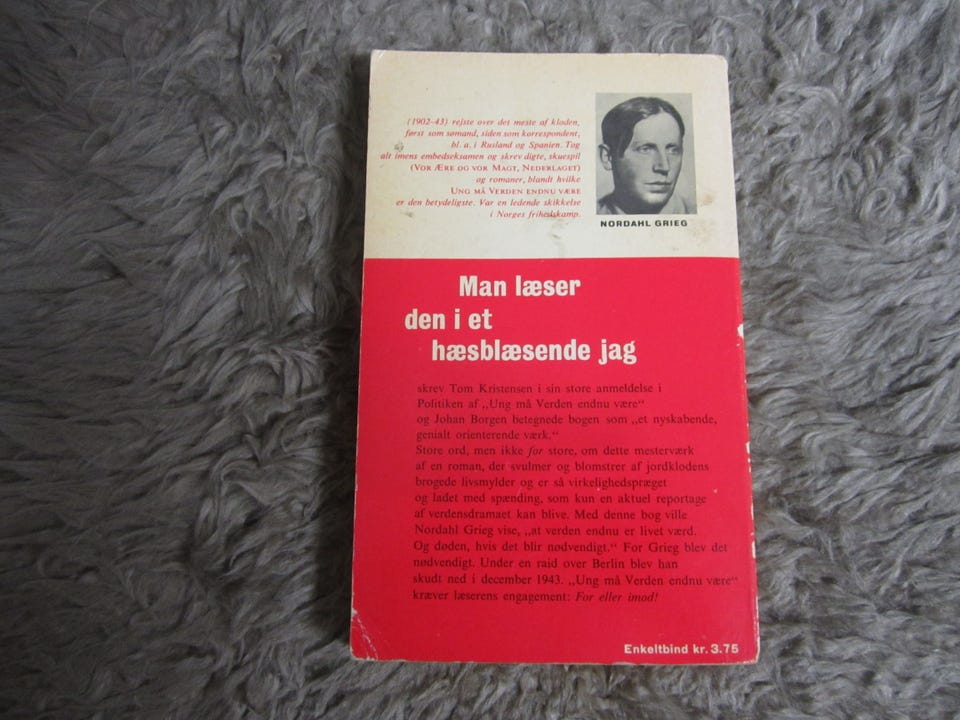 (1902-43) rejste over det meste af kloden,
først som sømand, siden som korrespondent,
bl. a. i Rusland og Spanien. Tog
alt imens embedseksamen og skrev digte, skuespil
(VOR ÆRE OG VOR MAGT, NEDERLAGET)
og romaner, blandt hvilke
UNG MÅ VERDEN ENDNU VÆRE
er den betydeligste. Var en ledende skikkelse
i Norges frihedskamp.
NORDAHL GRIEG
Man læser
den i et
hæsblæsende jag
skrev Tom Kristensen i sin store anmeldelse i
Politiken af „Ung må Verden endnu være“
og Johan Borgen betegnede bogen som „et nyskabende,
genialt orienterende værk.“
Store ord, men ikke for store, om dette mesterværk
af en roman, der svulmer og blomstrer af jordklodens
brogede livsmylder og er så virkelighedspræget
og ladet med spænding, som kun en aktuel reportage
af verdensdramaet kan blive. Med denne bog ville
Nordahl Grieg vise, „at verden endnu er livet værd.
Og døden, hvis det blir nødvendigt.“ For Grieg blev det
nødvendigt. Under en raid over Berlin blev han
skudt ned i december 1943. „Ung må Verden endnu være“
kræver læserens engagement: For eller imod!
Enkeltbind kr. 3.75